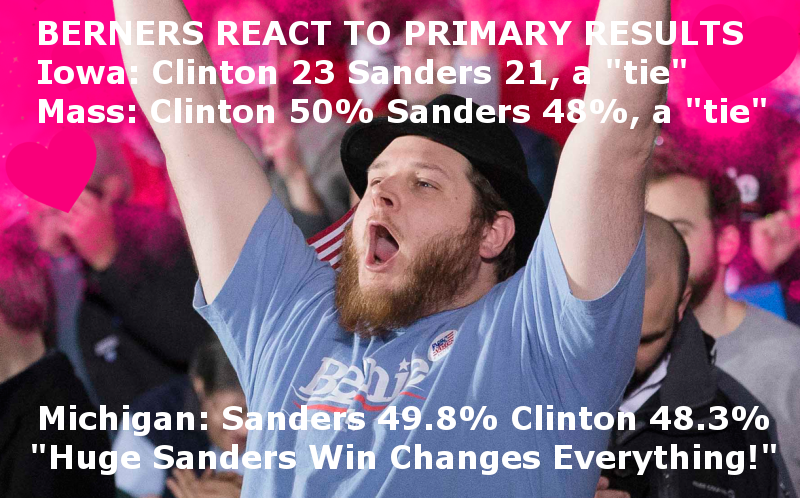 BERNERS REACT TO PRIMARY RESULTS
Iowa: Clinton 23 Sanders 21, a "tie"
Mass: Clinton 50% Sanders 48%, a "tie"
Bernie
Michigan: Sanders 49.8% Clinton 48.3%
"Huge Sanders Win Changes Everything!"